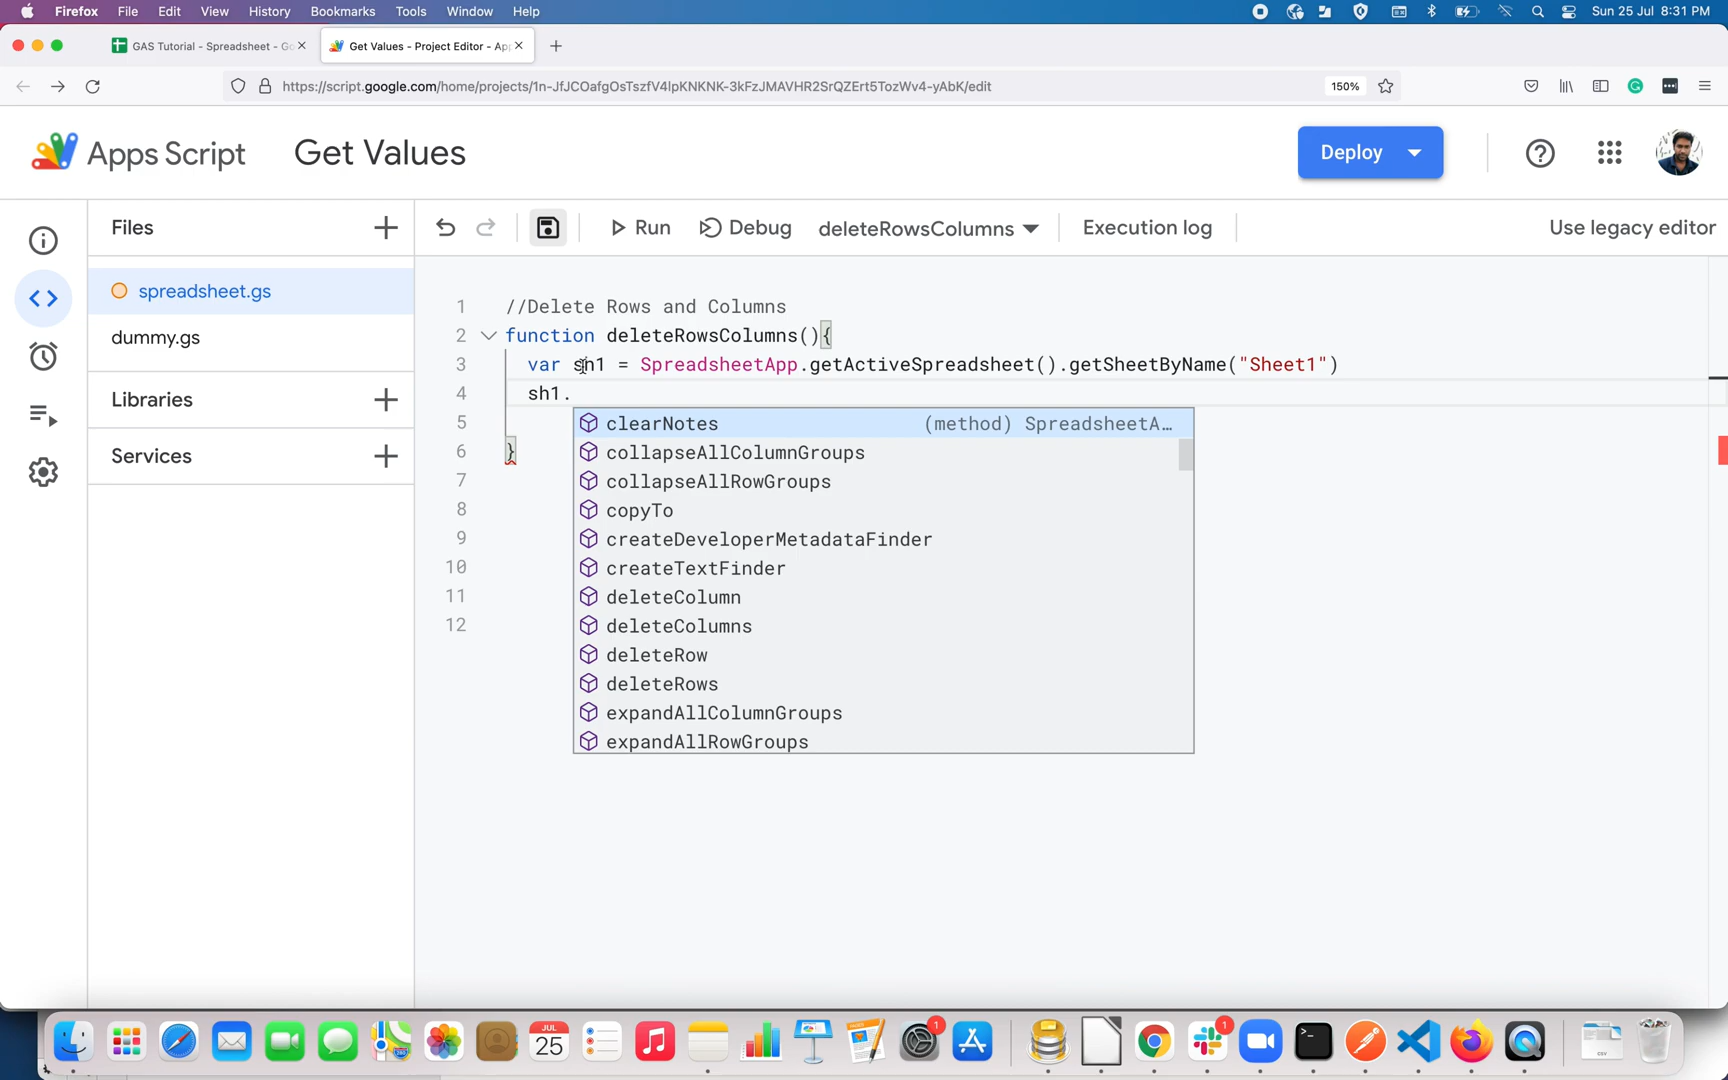 Firefox File Edit View History Bookmarks Tools Window Help Sun 25 Jul 8:31 PM
GAS Tutorial - Spreadsheet - Go
Get Values - Project Editor - App
https://script.google.com/home/projects/1n-JfJCOafgOsTszfV4lpKNKNK-3kFzJMAVHR2SrQZErt5TozWv4-yAbK/edit 150%
Apps Script Get Values Deploy
Files Run Debug deleteRowsColumns Execution log Use legacy editor
spreadsheet.gs
dummy.gs
Libraries
Services
1 //Delete Rows and Columns
2 function deleteRowsColumns(){
3 var sh1 = SpreadsheetApp.getActiveSpreadsheet().getSheetByName("Sheet1")
4 sh1.
5 clearNotes (method) SpreadsheetA…
6 } collapseAllColumnGroups
7 collapseAllRowGroups
8 copyTo
9 createDeveloperMetadataFinder
10 createTextFinder
11 deleteColumn
12 deleteColumns
deleteRow
deleteRows
expandAllColumnGroups
expandAllRowGroups
JUL
25
1
1
CSV